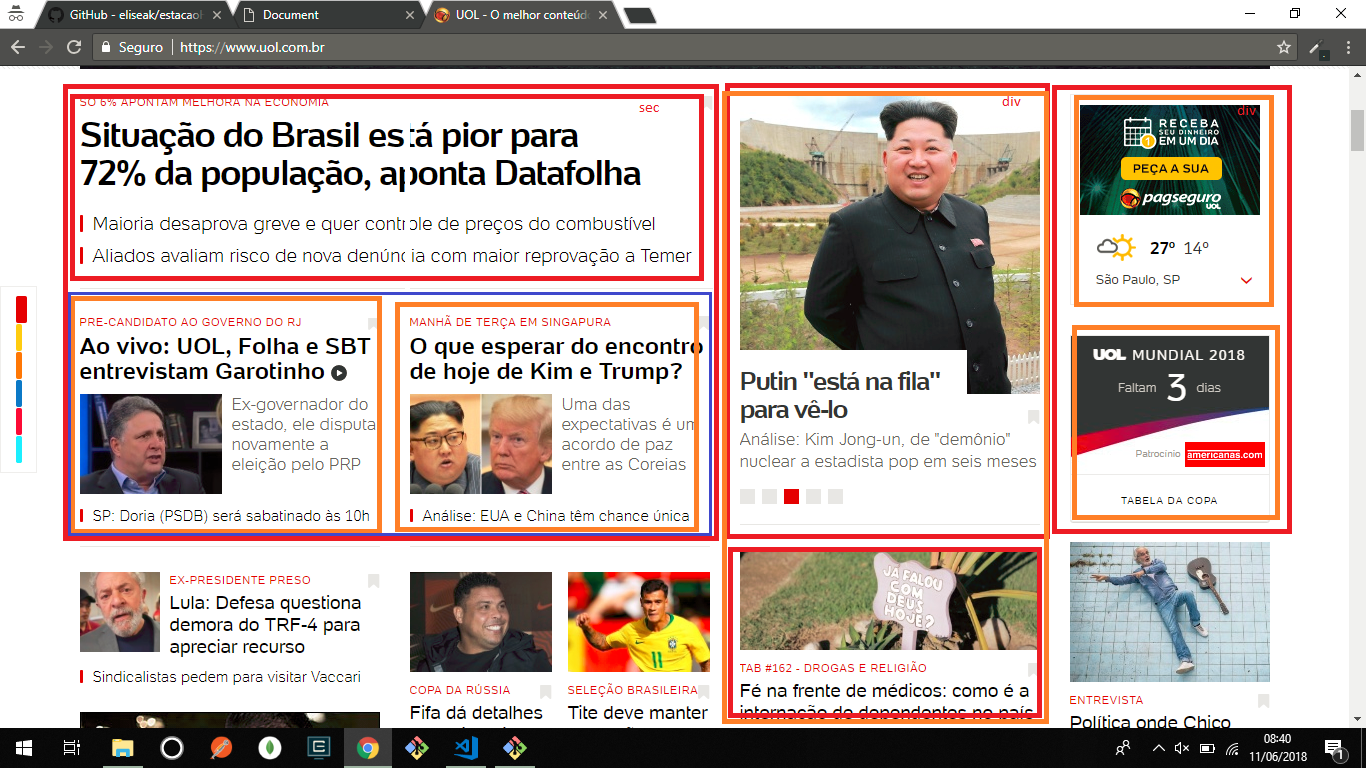 GitHub - eliseak/estacaol
Document
UOL - O melhor conteúdo
Seguro
https://www.uol.com.br
SÓ 6% APONTAM MELHORA NA ECONOMIA
sec
Situação do Brasil está pior para
72% da população, aponta Datafolha
Maioria desaprova greve e quer controle de preços do combustível
Aliados avaliam risco de nova denúncia com maior reprovação a Temer
PRE-CANDIDATO AO GOVERNO DO RJ
Ao vivo: UOL, Folha e SBT
entrevistam Garotinho
Ex-governador do
estado, ele disputa
novamente a
eleição pelo PRP
SP: Doria (PSDB) será sabatinado às 10h
MANHÃ DE TERÇA EM SINGAPURA
O que esperar do encontro
de hoje de Kim e Trump?
Uma das
expectativas é um
acordo de paz
entre as Coreias
Análise: EUA e China têm chance única
EX-PRESIDENTE PRESO
Lula: Defesa questiona
demora do TRF-4 para
apreciar recurso
Sindicalistas pedem para visitar Vaccari
COPA DA RÚSSIA
Fifa dá detalhes
SELEÇÃO BRASILEIRA
Tite deve manter
div
Putin "está na fila"
para vê-lo
Análise: Kim Jong-un, de "demônio"
nuclear a estadista pop em seis meses
JÁ FALOU
COM
DEUS
HOJE?
TAB #162 - DROGAS E RELIGIÃO
Fé na frente de médicos: como é a
internação de dependentes no país
div
RECEBA
SEU DINHEIRO
EM UM DIA
1
PEÇA A SUA
pagseguro
UOL
27º 14º
São Paulo, SP
UOL MUNDIAL 2018
Faltam 3 dias
Patrocínio americanas.com
TABELA DA COPA
11
ENTREVISTA
Política onde Chico
08:40
11/06/2018
1